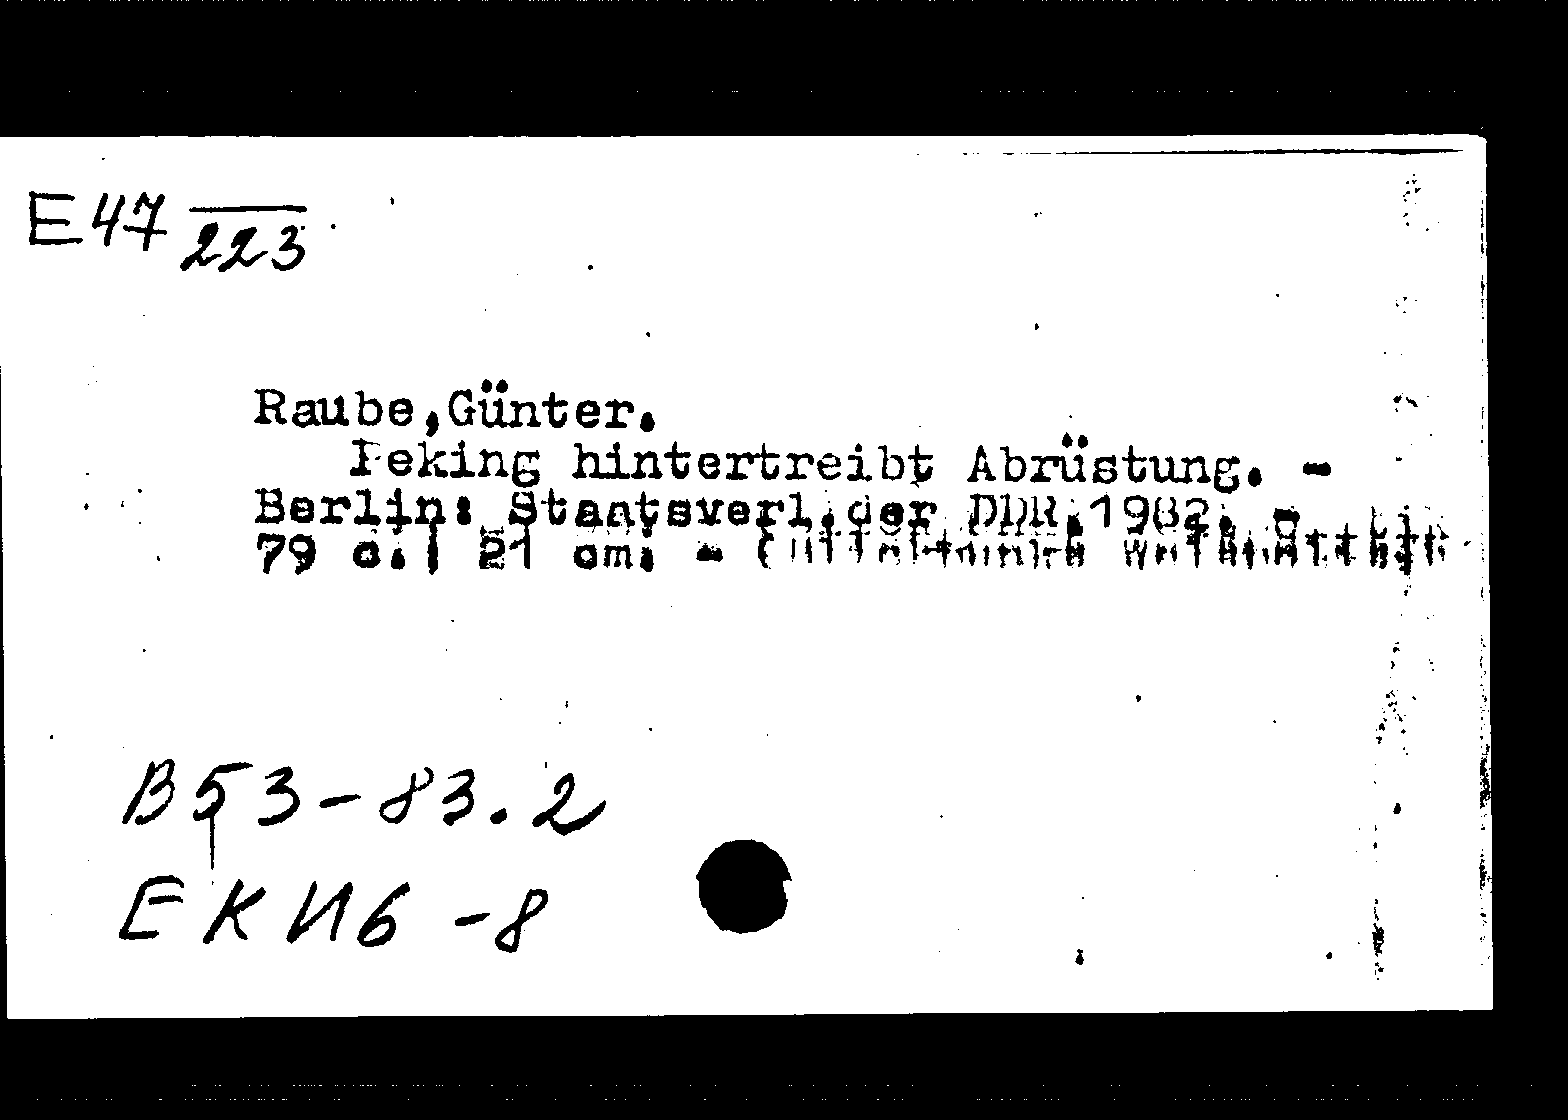 E47 223
Raube,Günter.
Peking hintertreibt Abrüstung. -
Berlin: Staatsverl.der DDR,1982. -
79 c.; 21 cm. - (
B53-83.2
ЕКИ6-8